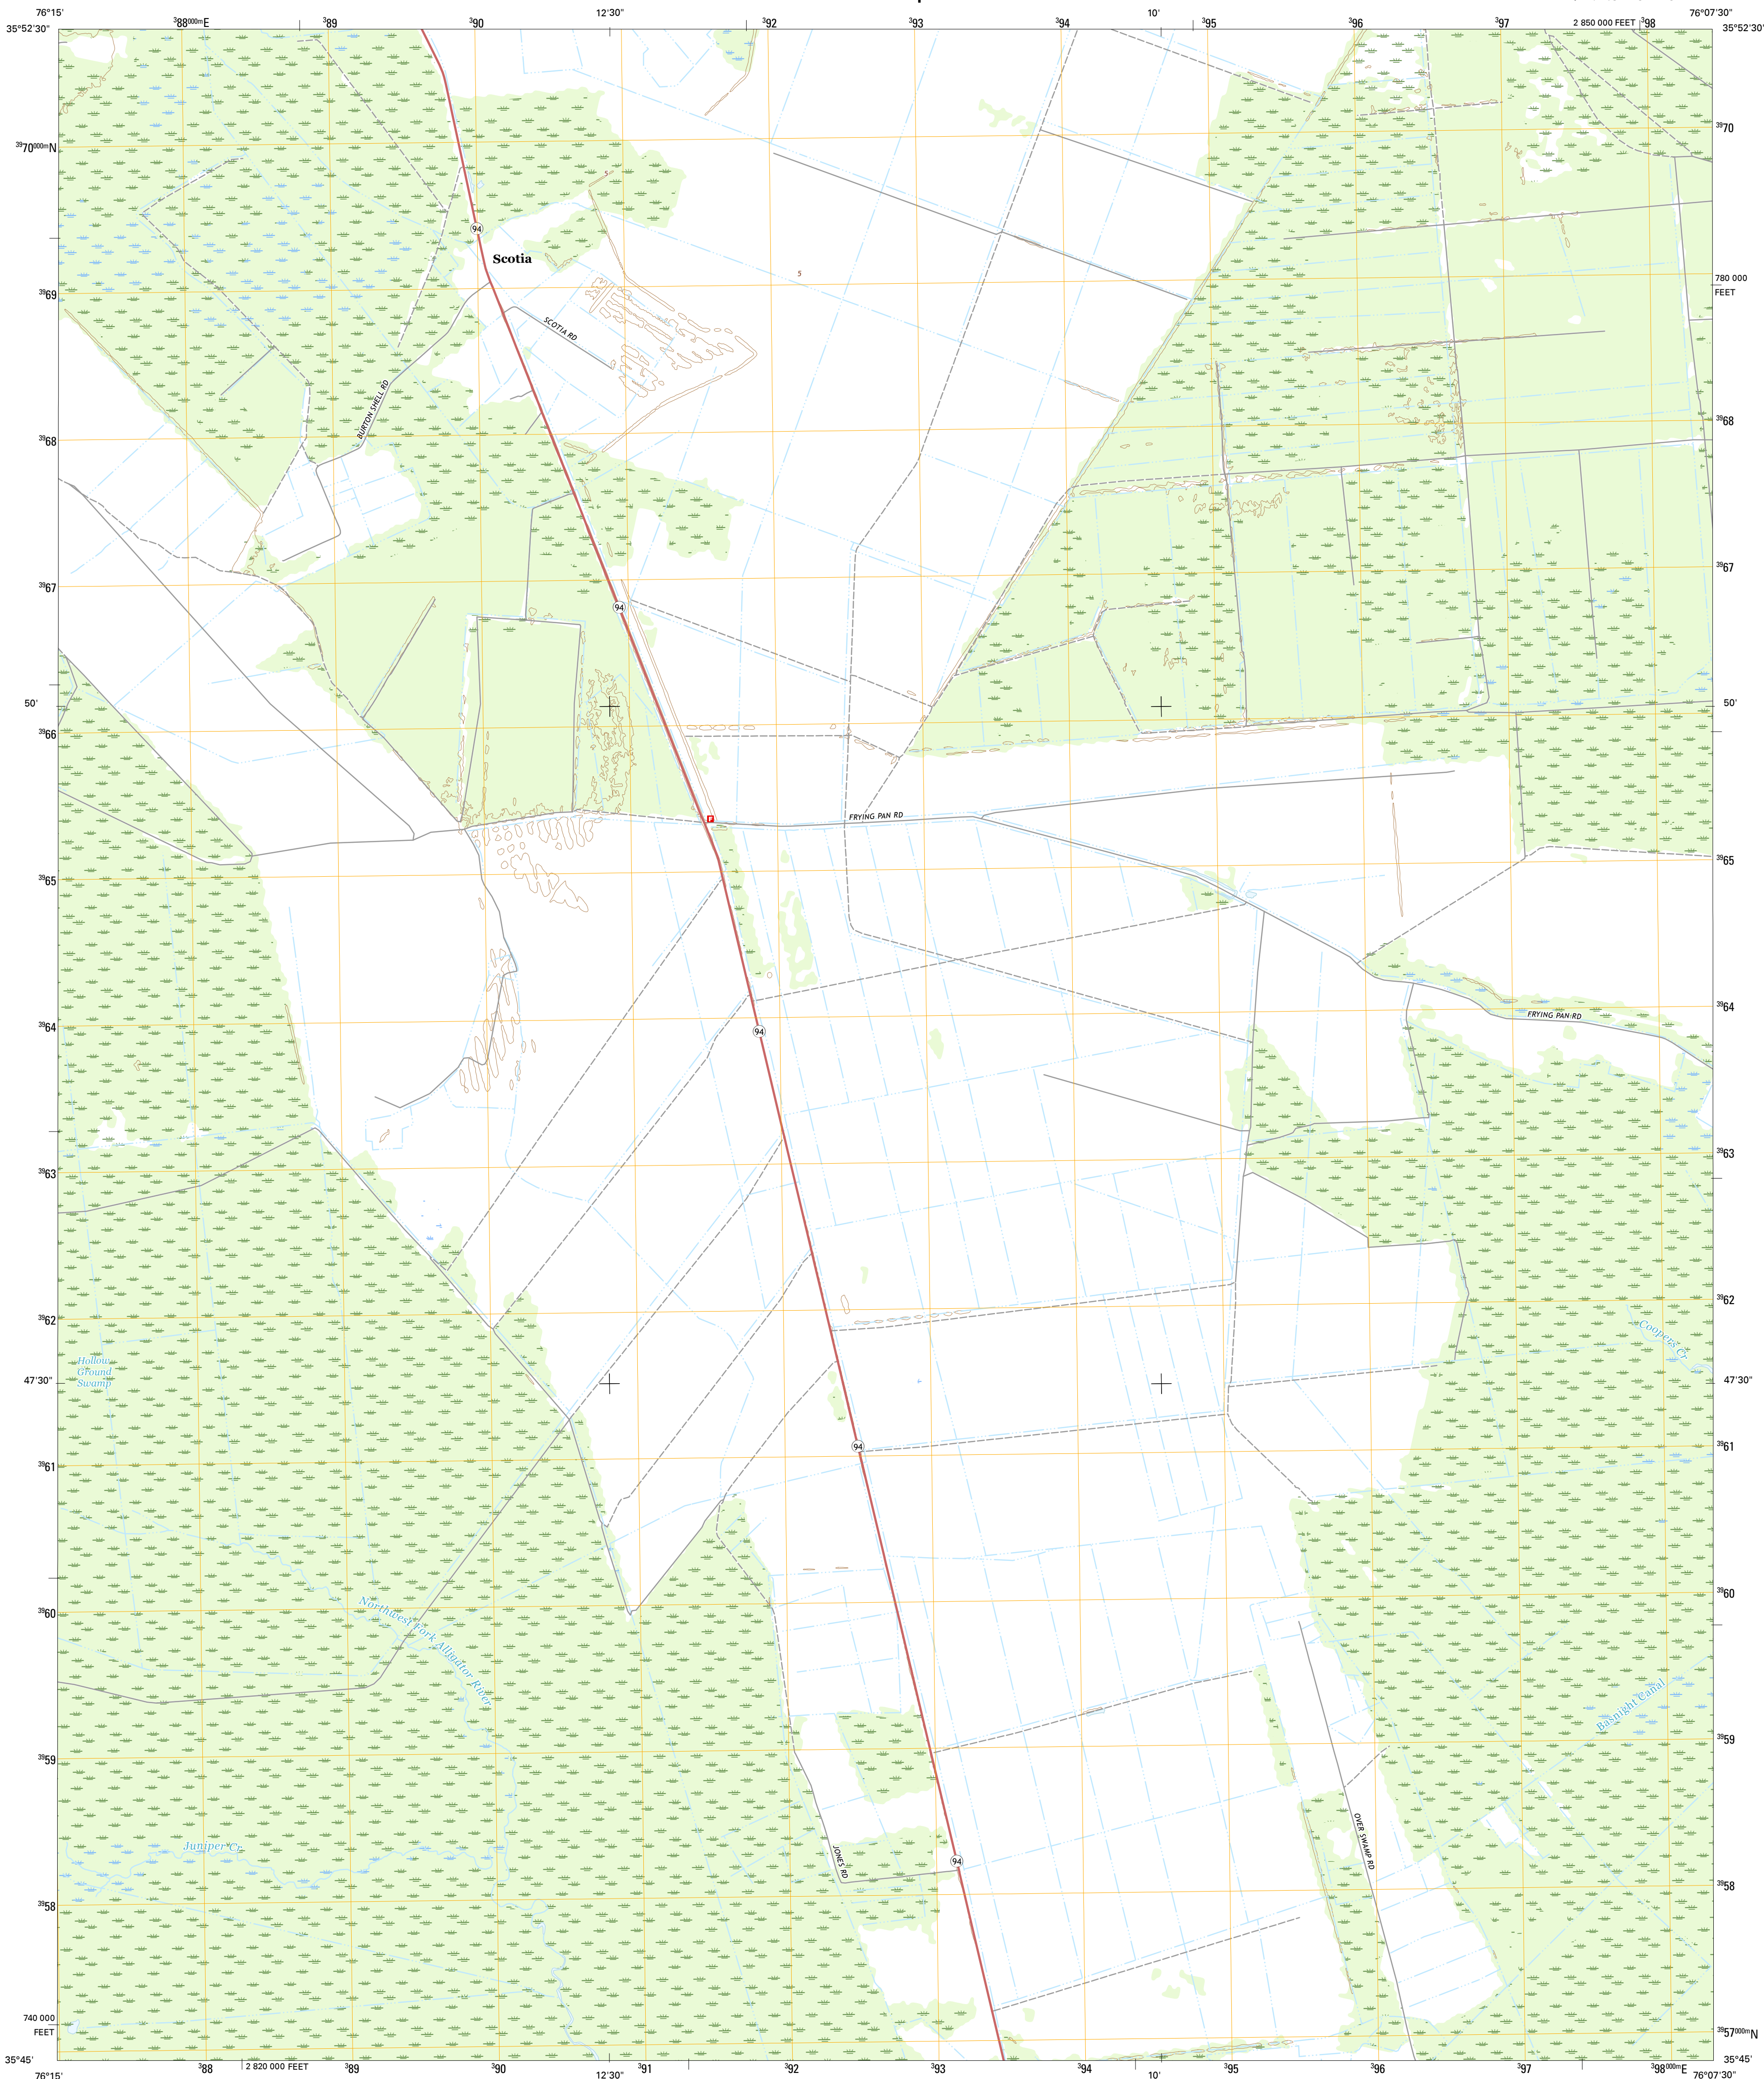 76°15'
³88⁰⁰⁰ᵐE
³89
³90
12'30"
³92
³93
³94
10'
³95
³96
³97
2 850 000 FEET
³98
76°07'30"
35°52'30"
35°52'30"
³⁹70⁰⁰⁰ᵐN
³⁹70
94
5
Scotia
5
³⁹69
780 000
FEET
SCOTIA RD
BURTON SHELL RD
³⁹68
³⁹68
³⁹67
³⁹67
94
50'
50'
³⁹66
³⁹66
F
FRYING PAN RD
³⁹65
³⁹65
³⁹64
³⁹64
94
FRYING PAN RD
³⁹63
³⁹63
³⁹62
³⁹62
Coopers Cr
Hollow
Ground
Swamp
47'30"
47'30"
94
³⁹61
³⁹61
³⁹60
³⁹60
Northwest Fork Alligator River
Basnight Canal
³⁹59
³⁹59
Juniper Cr
JONES RD
OVER SWAMP RD
94
³⁹58
³⁹58
740 000
FEET
³⁹57⁰⁰⁰ᵐN
35°45'
35°45'
76°15'
³88
2 820 000 FEET
³89
³90
12'30"
³91
³92
³93
³94
10'
³95
³96
³97
³98⁰⁰⁰ᵐE
76°07'30"